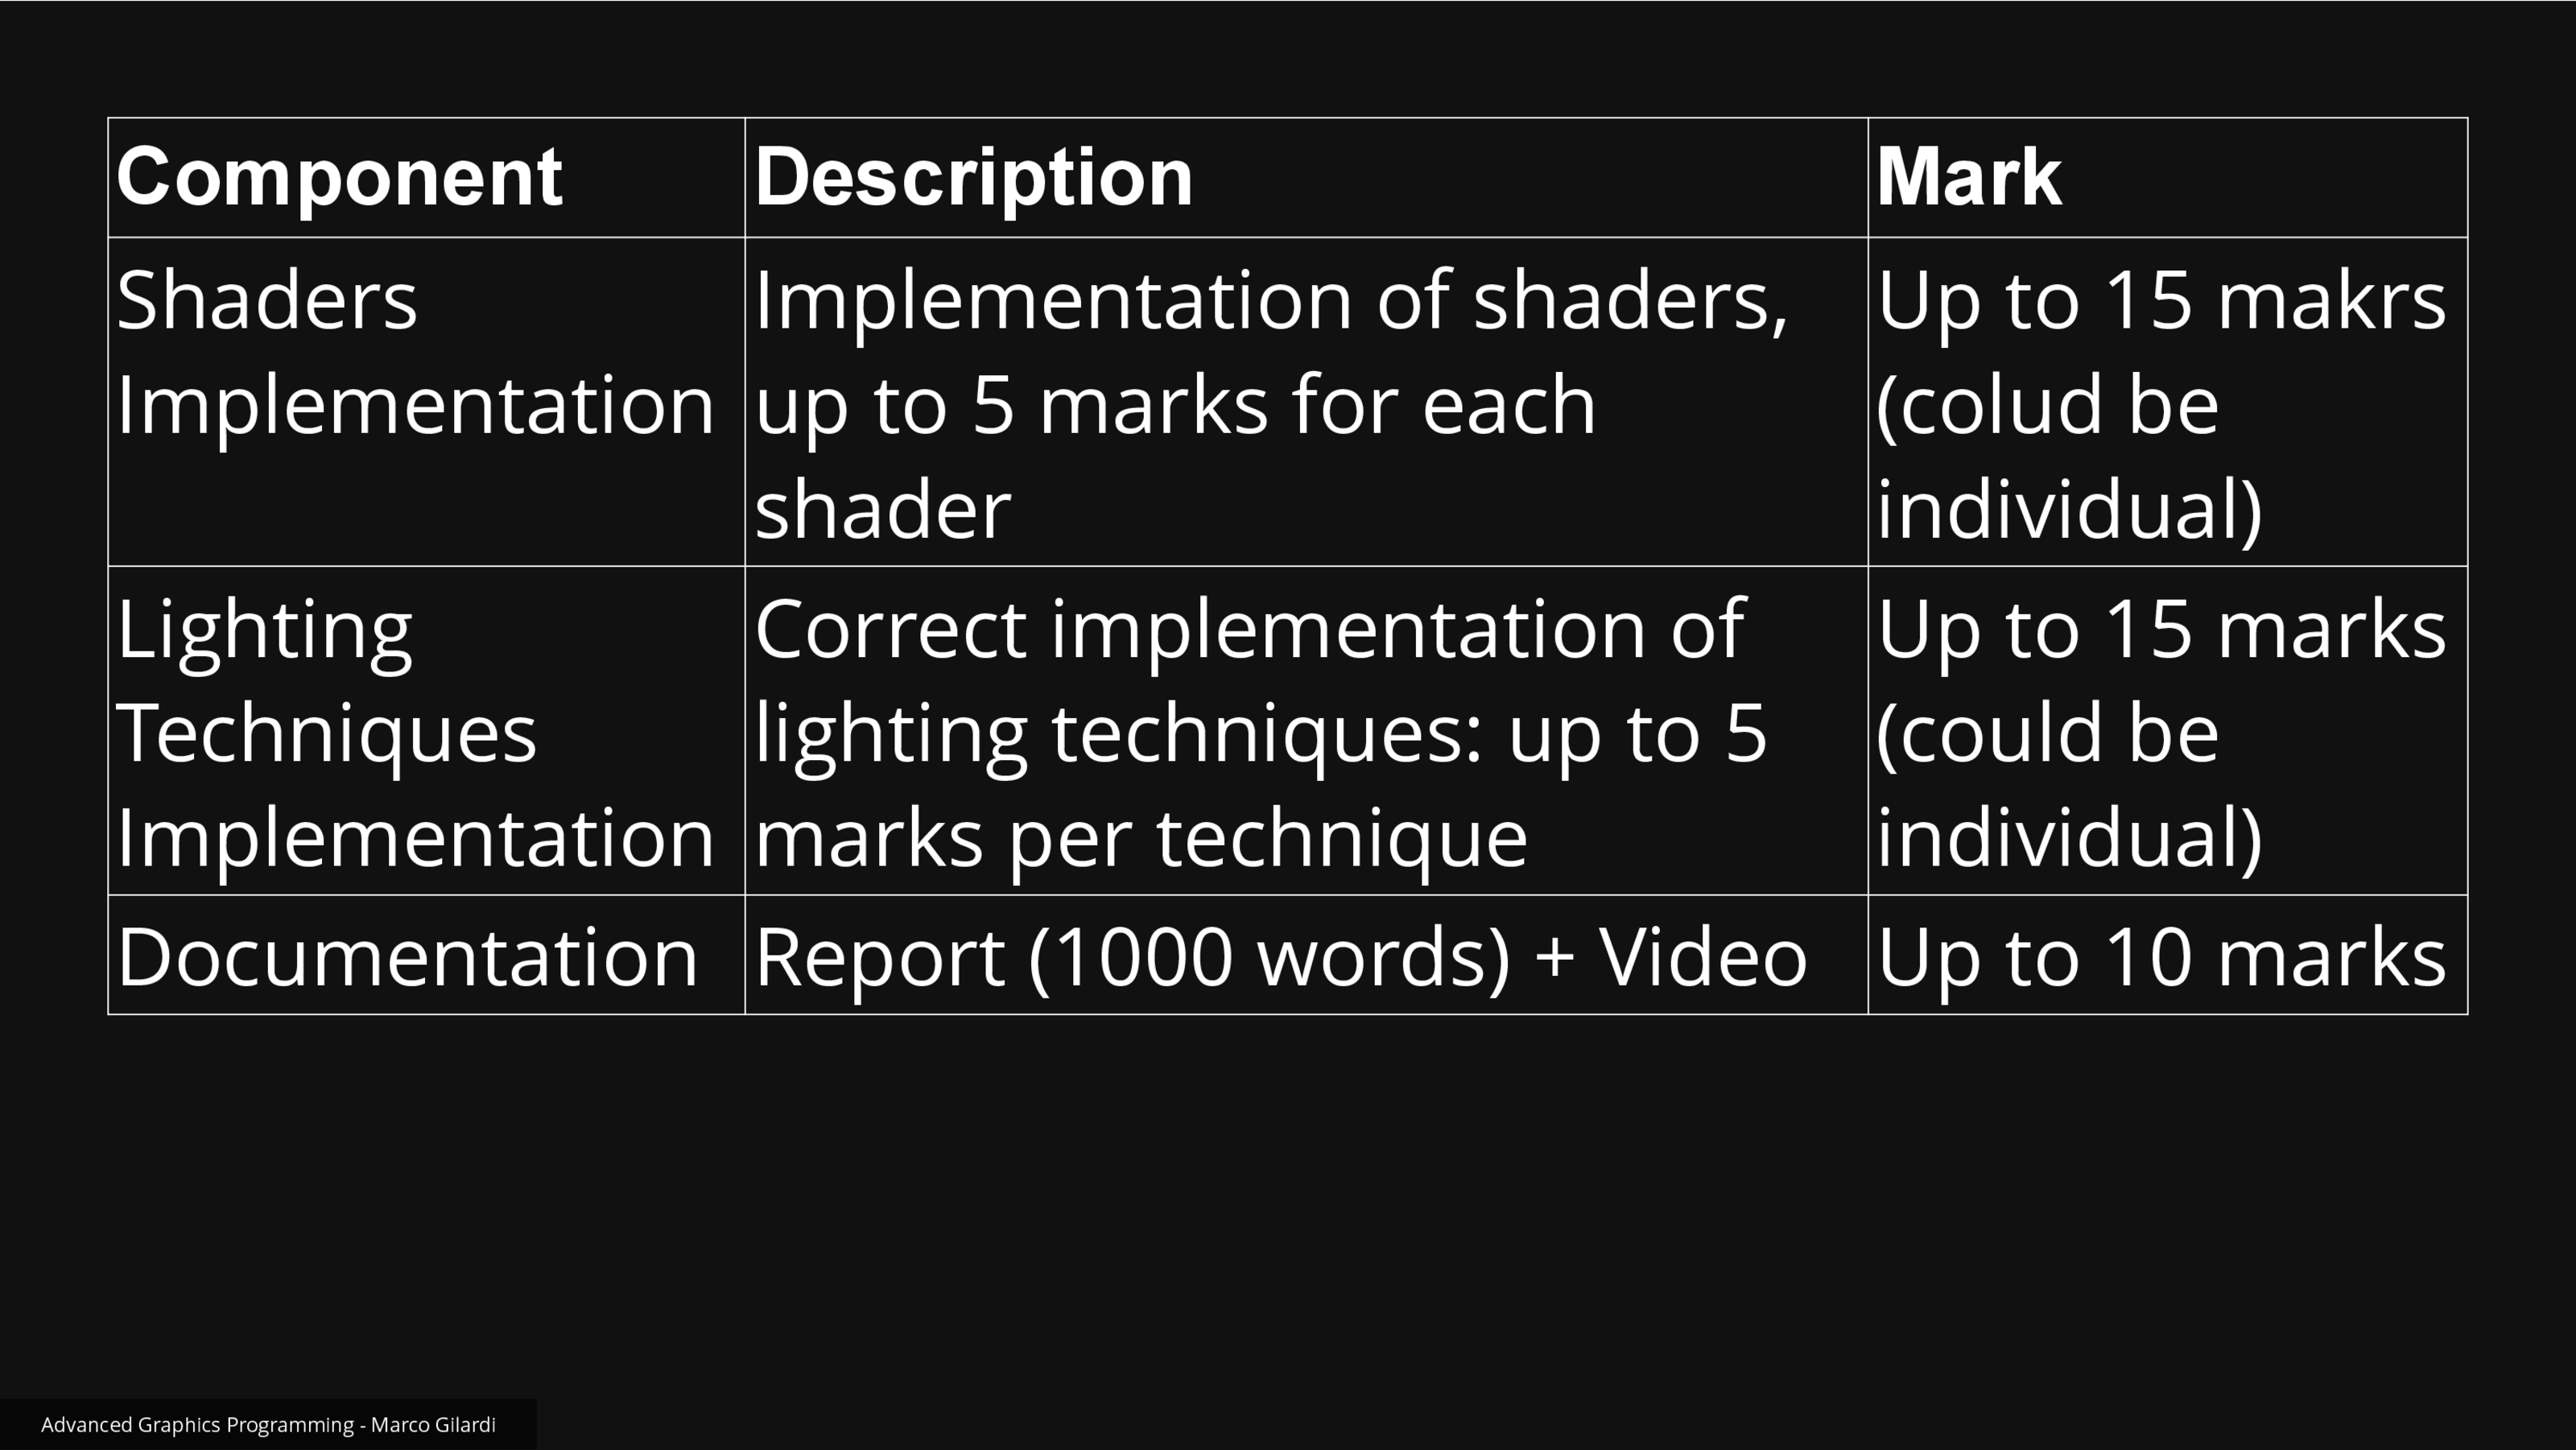 Component Description Mark
Shaders Implementation of shaders, Up to 15 makrs
Implementation up to 5 marks for each (colud be
shader individual)
Lighting Correct implementation of Up to 15 marks
Techniques lighting techniques: up to 5 (could be
Implementation marks per technique individual)
Documentation Report (1000 words) + Video Up to 10 marks
Advanced Graphics Programming - Marco Gilardi